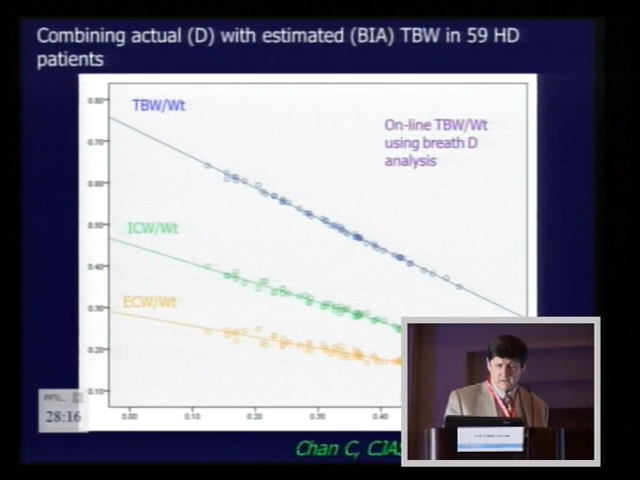 Combining actual (D) with estimated (BIA) TBW in 59 HD
patients
0.80
TBW/Wt
On-line TBW/Wt
using breath D
analysis
0.70
0.60
0.50
ICW/Wt
0.40
ECW/Wt
0.30
0.20
0.10
28:16
0.00
0.10
0.20
0.30
0.40
Chan C,